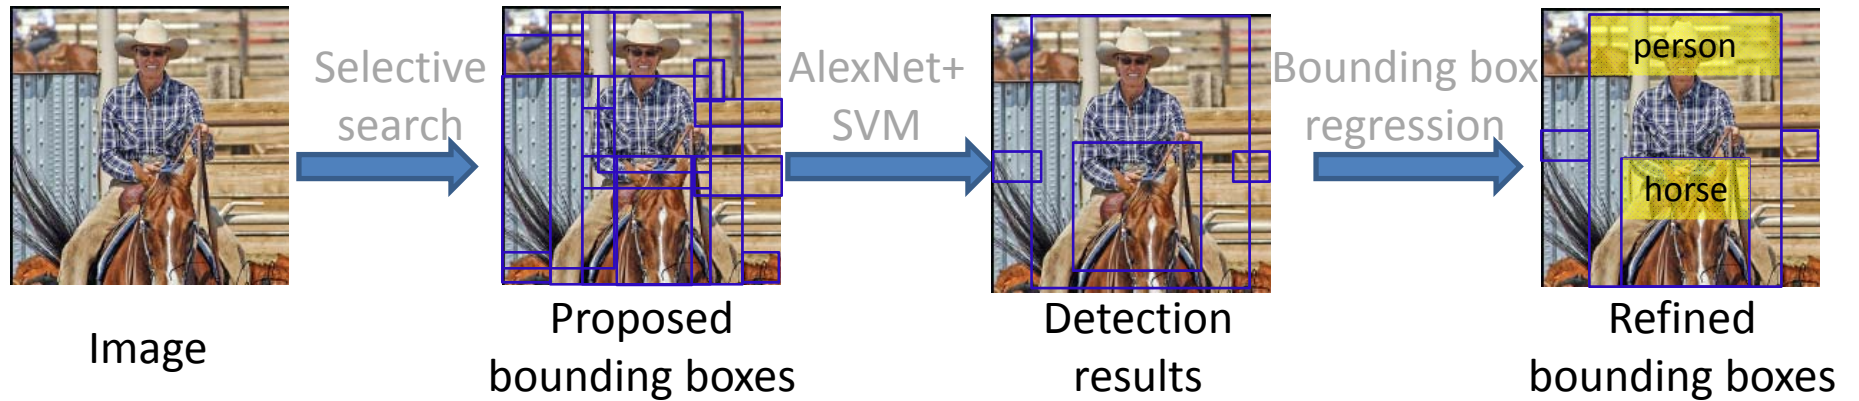 Selective
search
AlexNet+
SVM
Bounding box
regression
person
horse
Image
Proposed
bounding boxes
Detection
results
Refined
bounding boxes